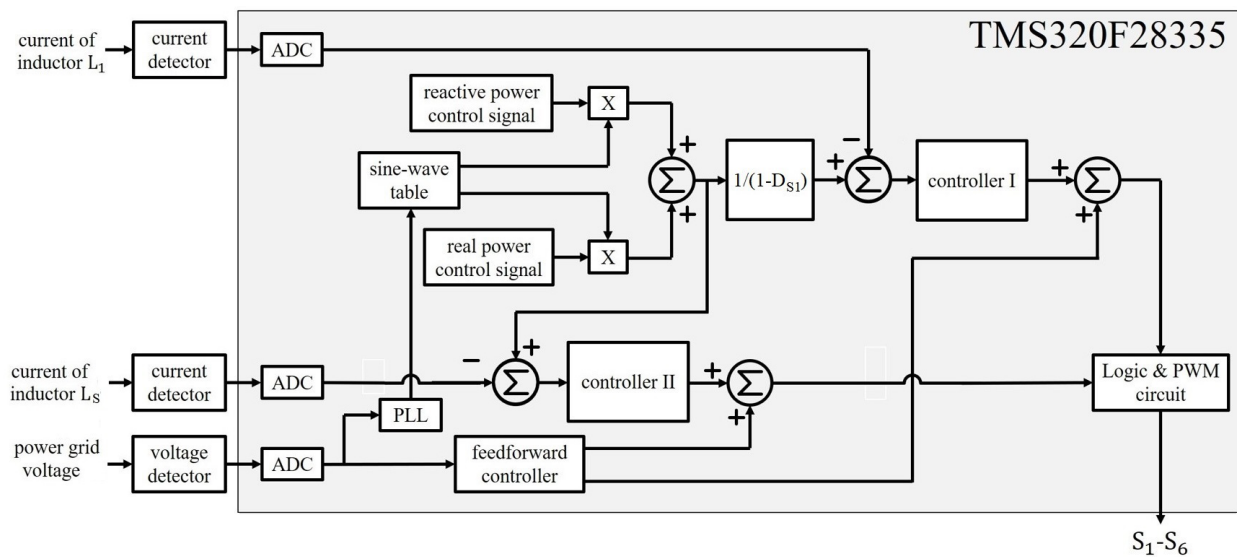 TMS320F28335
current of
inductor L₁
current
detector
ADC
reactive power
control signal
X
sine-wave
table
real power
control signal
X
+
+
Σ
1/(1-D_S1)
+
−
Σ
controller I
+
+
Σ
current of
inductor L_S
current
detector
ADC
−
+
Σ
controller II
+
+
Σ
Logic & PWM
circuit
PLL
power grid
voltage
voltage
detector
ADC
feedforward
controller
S₁-S₆